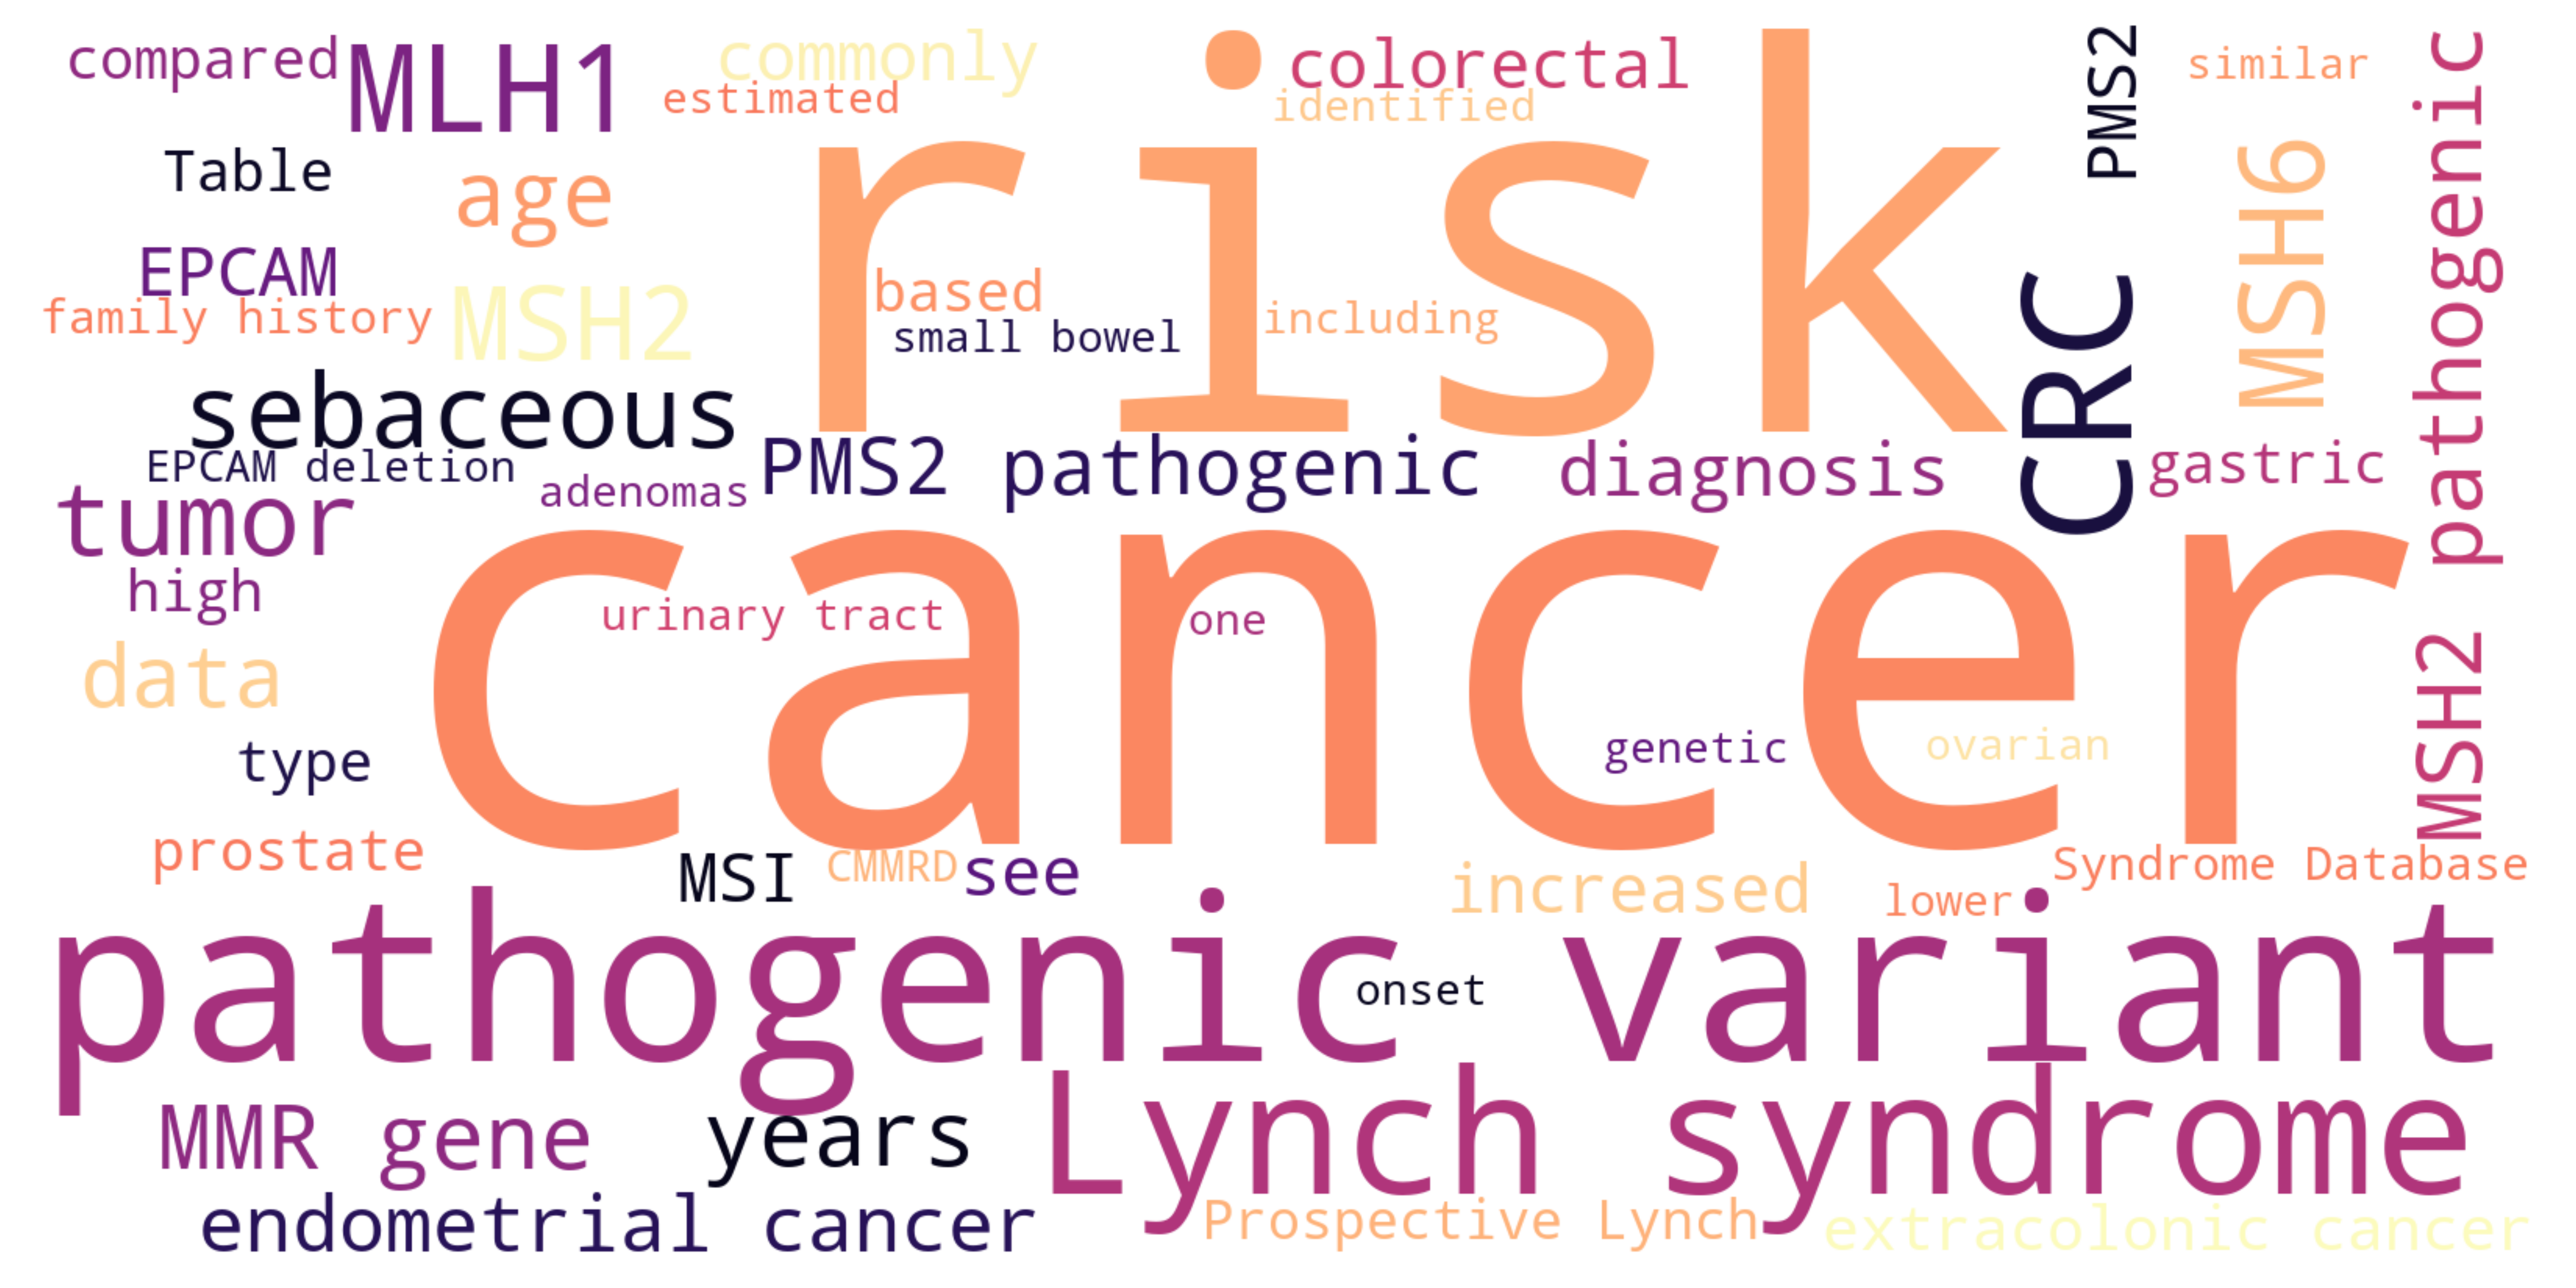 compared
MLH1
commonly
estimated
colorectal
identified
PMS2
similar
pathogenic
Table
age
risk
MSH6
EPCAM
family history
MSH2
based
small bowel
including
CRC
sebaceous
EPCAM deletion
adenomas
PMS2 pathogenic
diagnosis
gastric
tumor
high
cancer
urinary tract
one
data
type
genetic
ovarian
MSH2 pathogenic
prostate
MSI
CMMRD
see
increased
lower
Syndrome Database
pathogenic variant
onset
MMR gene
years
Lynch syndrome
endometrial cancer
Prospective Lynch
extracolonic cancer